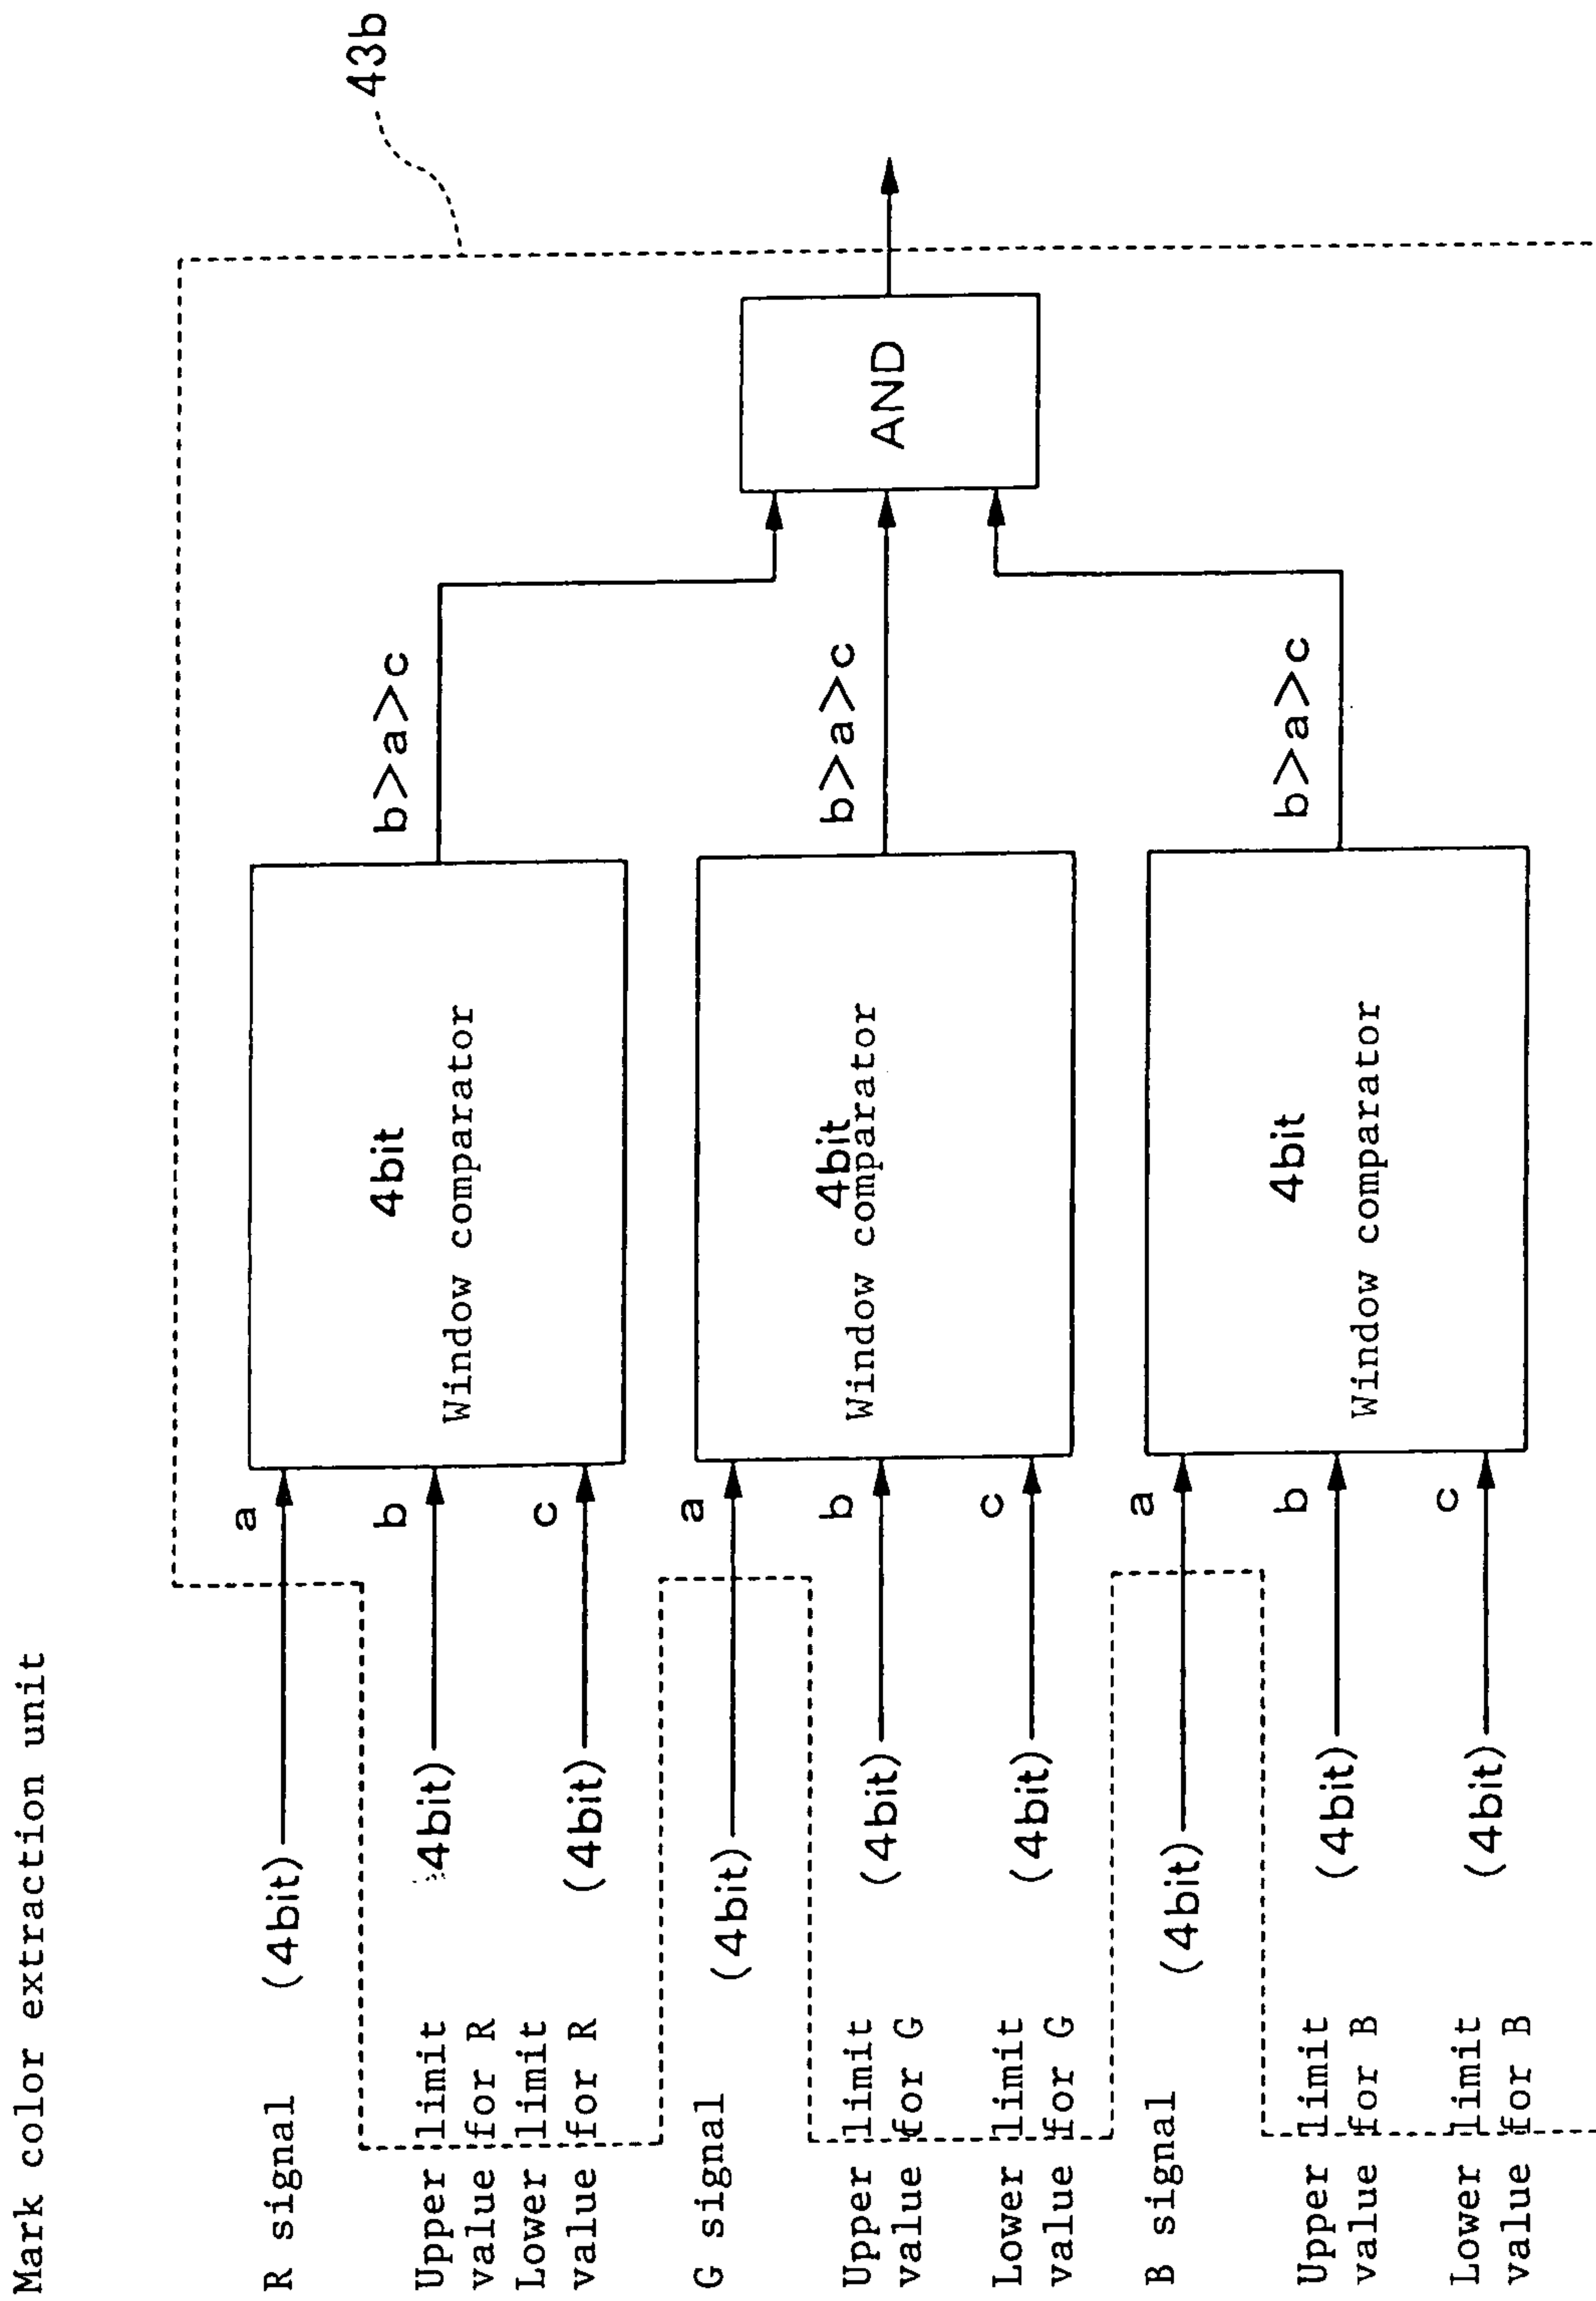 Mark color extraction unit
43b
R signal (4bit)
a
Upper limit
value for R
4bit)
b
Lower limit
value for R
(4bit)
c
4bit
Window comparator
b>a>c
G signal (4bit)
a
Upper limit
value for G
(4bit)
b
Lower limit
value for G
(4bit)
c
4bit
Window comparator
b>a>c
AND
B signal (4bit)
a
Upper limit
value for B
(4bit)
b
Lower limit
value for B
(4bit)
c
4bit
Window comparator
b>a>c